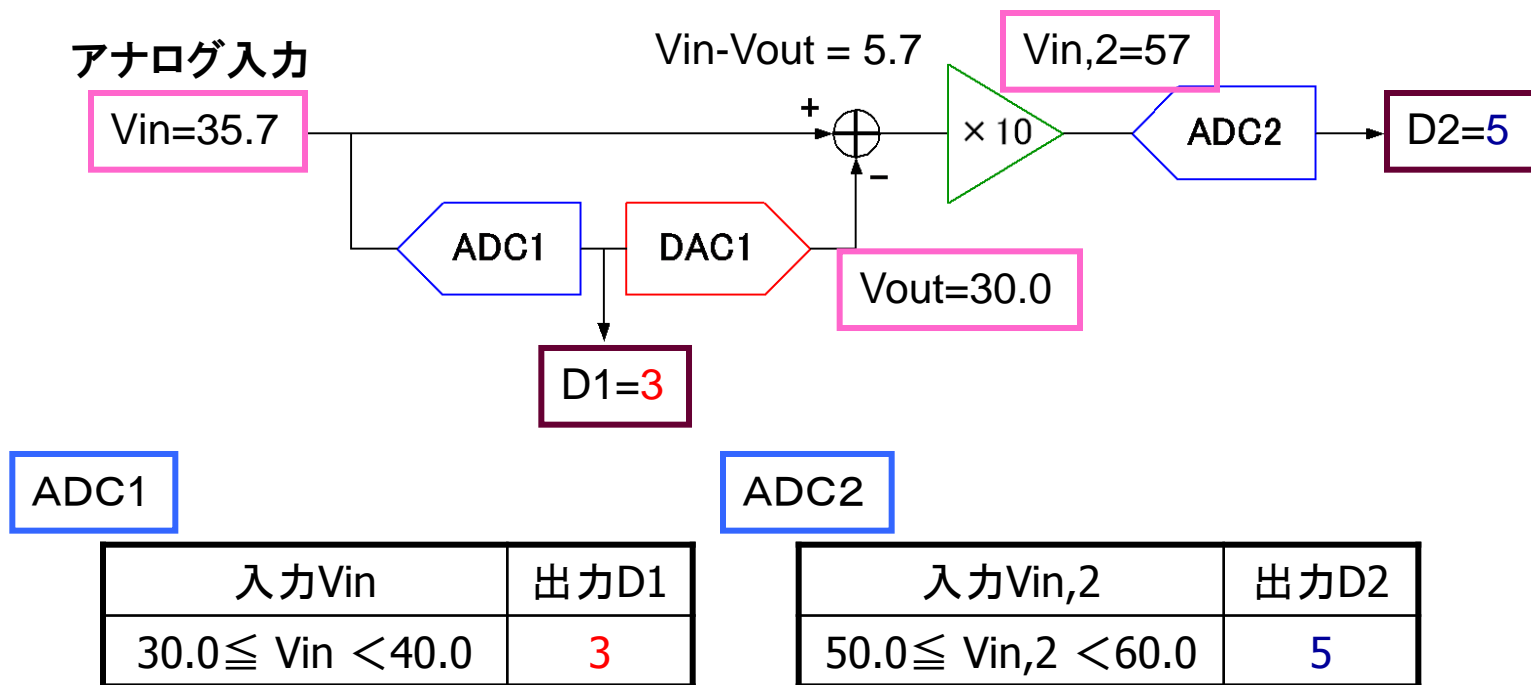 アナログ入力
Vin-Vout = 5.7
Vin,2=57
Vin=35.7
+
×10
ADC2
D2=5
−
ADC1
DAC1
Vout=30.0
D1=3
ADC1
ADC2
入力Vin 出力D1
30.0≦ Vin <40.0 3
入力Vin,2 出力D2
50.0≦ Vin,2 <60.0 5